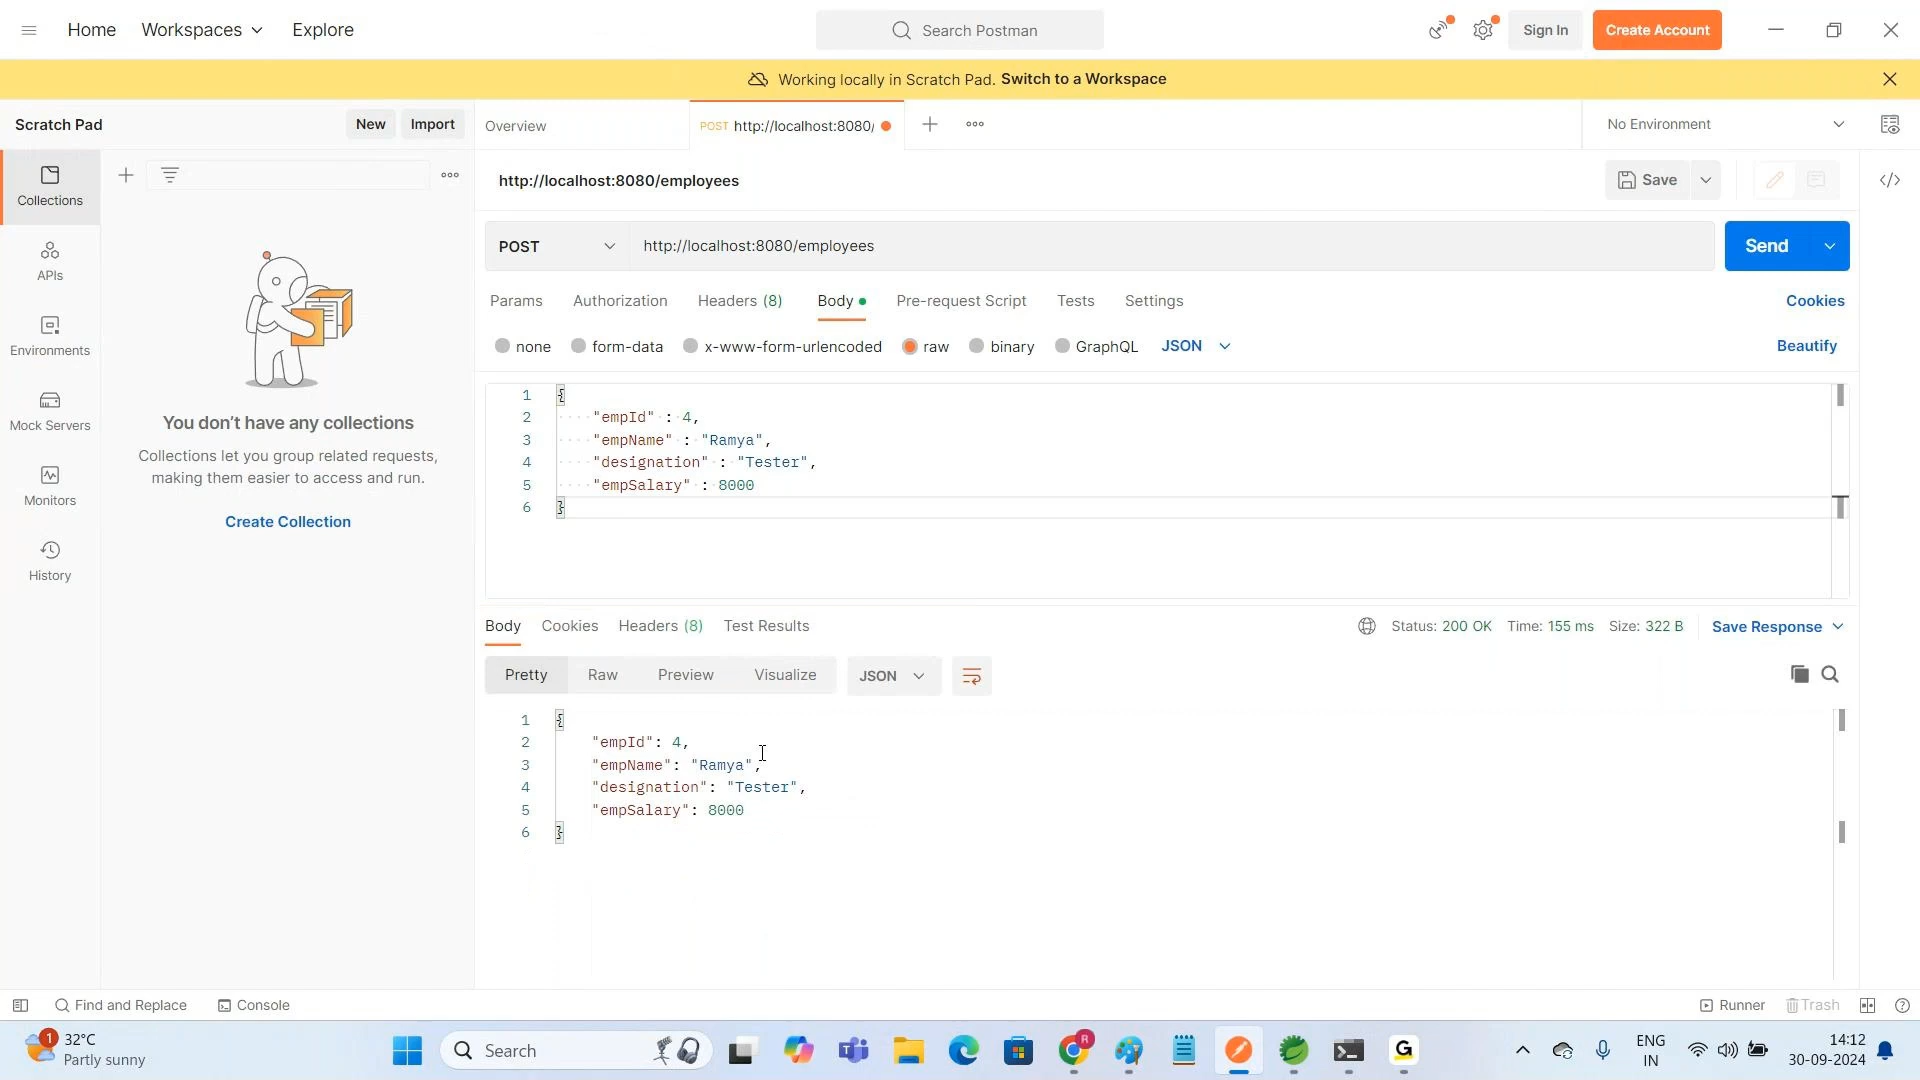 Home Workspaces Explore Search Postman Sign In Create Account
Working locally in Scratch Pad. Switch to a Workspace
Scratch Pad New Import Overview POST http://localhost:8080/ No Environment
Collections
APIs
Environments
Mock Servers
Monitors
History
You don’t have any collections
Collections let you group related requests,
making them easier to access and run.
Create Collection
http://localhost:8080/employees Save
POST http://localhost:8080/employees Send
Params Authorization Headers (8) Body Pre-request Script Tests Settings Cookies
none form-data x-www-form-urlencoded raw binary GraphQL JSON Beautify
1 {
2 "empId" : 4,
3 "empName" : "Ramya",
4 "designation" : "Tester",
5 "empSalary" : 8000
6 }
Body Cookies Headers (8) Test Results Status: 200 OK Time: 155 ms Size: 322 B Save Response
Pretty Raw Preview Visualize JSON
1 {
2 "empId": 4,
3 "empName": "Ramya",
4 "designation": "Tester",
5 "empSalary": 8000
6 }
Find and Replace Console Runner Trash
1 32°C
Partly sunny
Search
R
G
ENG
IN
14:12
30-09-2024